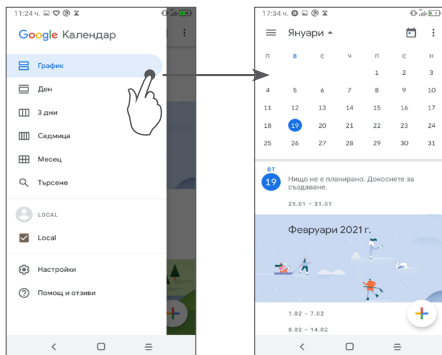 11:24 ч.
Google Календар
График
Ден
3 дни
Седмица
Месец
Търсене
LOCAL
Local
Настройки
Помощ и отзиви
17:34 ч.
Януари
П В С Ч П С Н
1 2 3
4 5 6 7 8 9 10
11 12 13 14 15 16 17
18 19 20 21 22 23 24
25 26 27 28 29 30 31
ВТ
19 Нищо не е планирано. Докоснете за
създаване.
25.01 – 31.01
Февруари 2021 г.
1.02 – 7.02
8.02 – 14.02